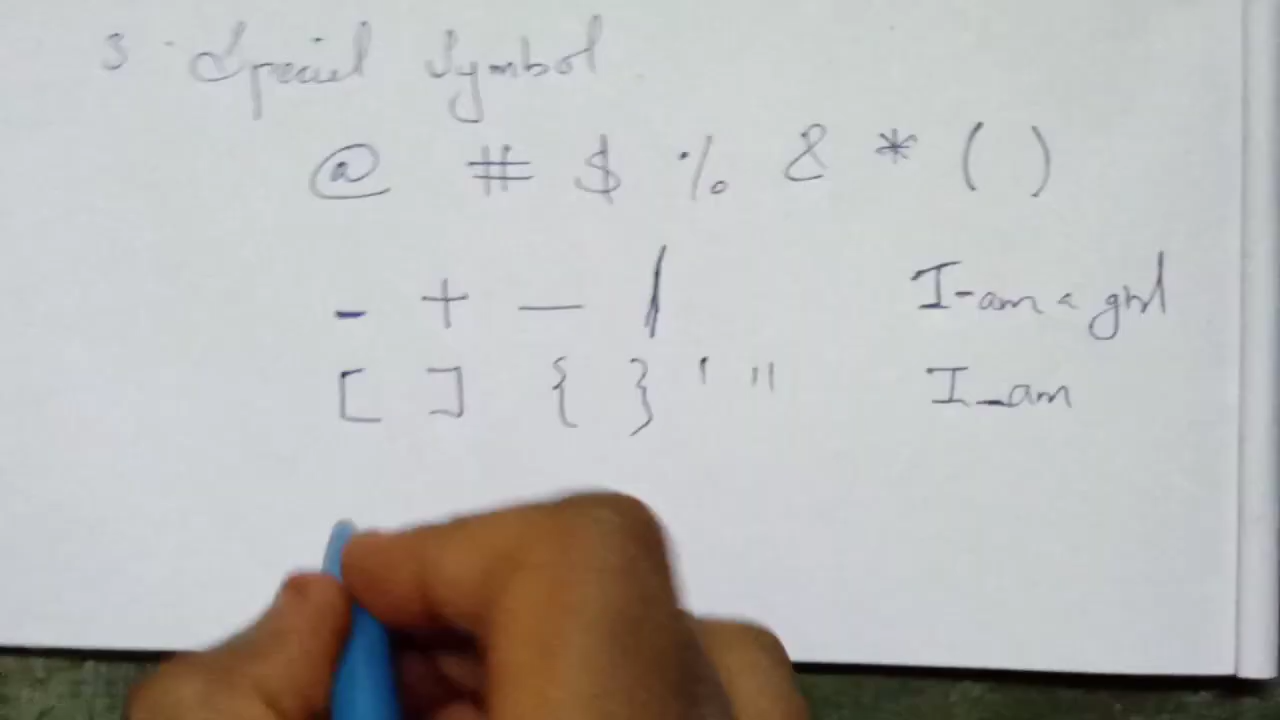 3. Special Symbol
@ # $ % & * ( )
- + — / I-am a girl
[ ] { } ' " I_am